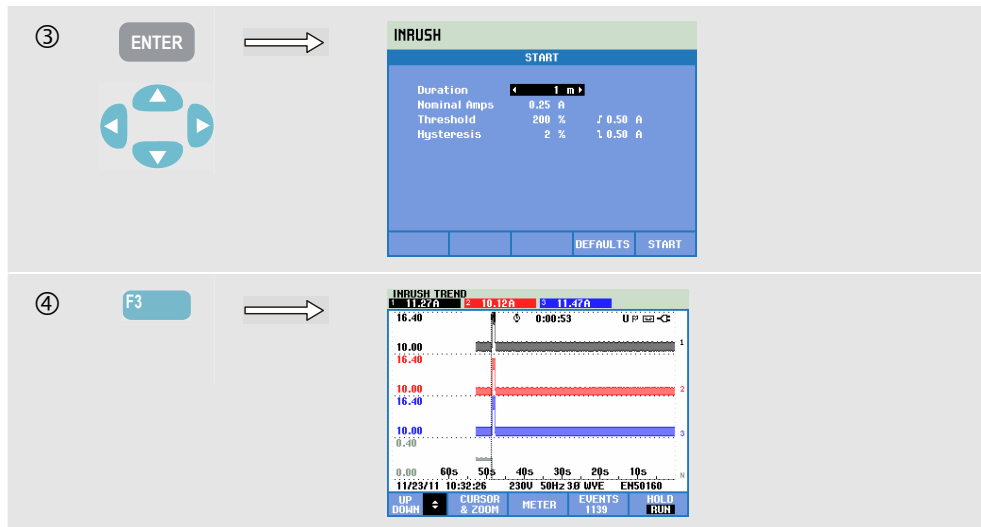 ③
ENTER
INRUSH
START
Duration 1 m
Nominal Amps 0.25 A
Threshold 200 % 0.50 A
Hysteresis 2 % 0.50 A
DEFAULTS START
④
F3
INRUSH TREND
1 11.27A 2 10.12A 3 11.47A
16.40 0:00:53 U
10.00 1
16.40
10.00 2
16.40
10.00 3
0.40
0.00 60s 50s 40s 30s 20s 10s N
11/23/11 10:32:26 230V 50Hz 3Ø WYE EN50160
UP DOWN CURSOR & ZOOM METER EVENTS 1139 HOLD RUN